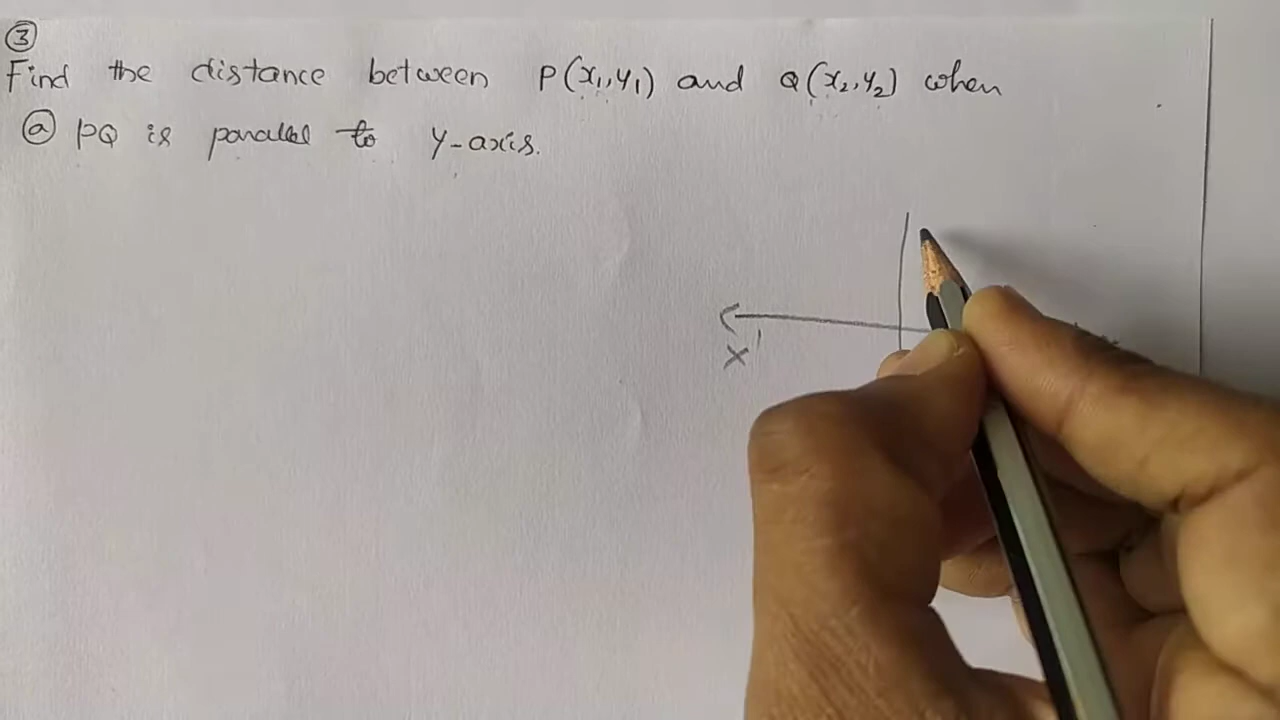 ③
Find the distance between P(x₁,y₁) and Q(x₂,y₂) when
ⓐ PQ is parallel to y-axis.
X'